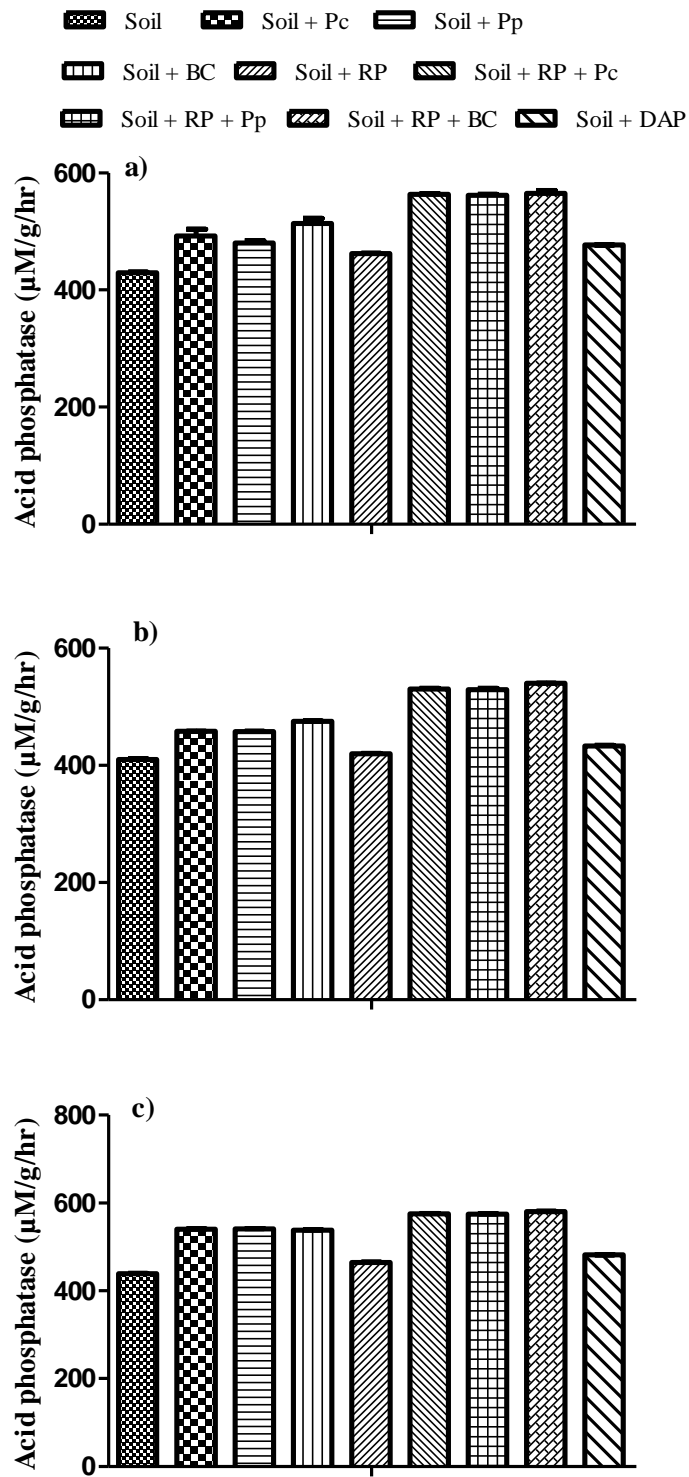 Soil Soil + Pc Soil + Pp
Soil + BC Soil + RP Soil + RP + Pc
Soil + RP + Pp Soil + RP + BC Soil + DAP
a)
Acid phosphatase (µM/g/hr)
600
400
200
0
b)
Acid phosphatase (µM/g/hr)
600
400
200
0
c)
Acid phosphatase (µM/g/hr)
800
600
400
200
0